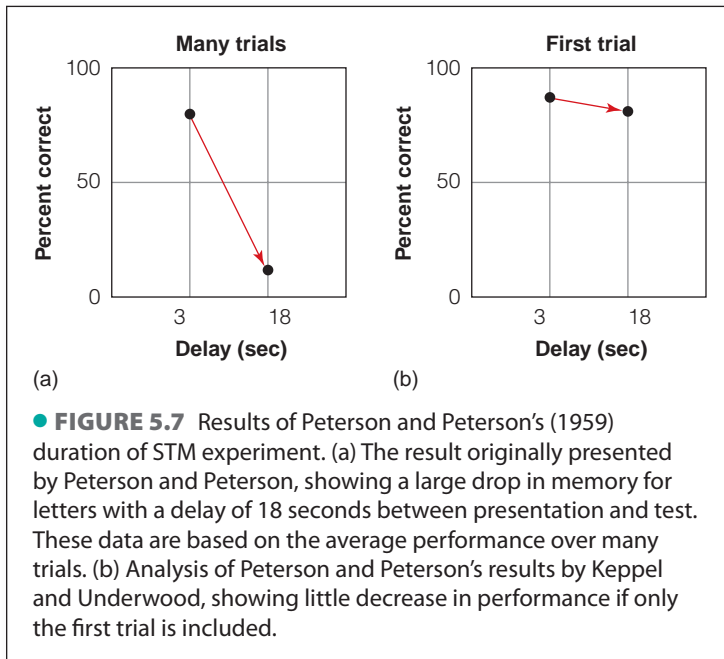 Many trials
100
50
0
Percent correct
3 18
Delay (sec)
(a)
First trial
100
50
0
Percent correct
3 18
Delay (sec)
(b)
● FIGURE 5.7 Results of Peterson and Peterson’s (1959)
duration of STM experiment. (a) The result originally presented
by Peterson and Peterson, showing a large drop in memory for
letters with a delay of 18 seconds between presentation and test.
These data are based on the average performance over many
trials. (b) Analysis of Peterson and Peterson’s results by Keppel
and Underwood, showing little decrease in performance if only
the first trial is included.